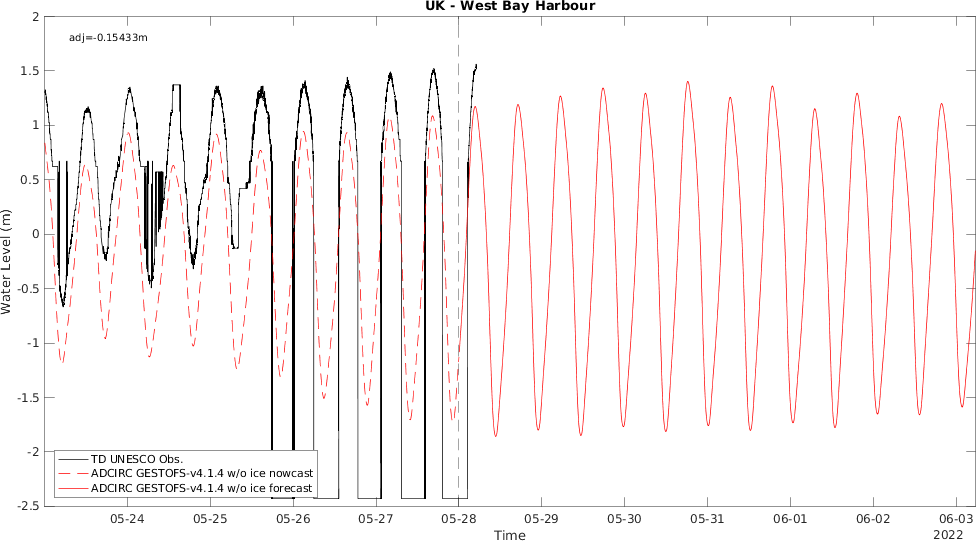 UK - West Bay Harbour
adj=-0.15433m
2
1.5
1
0.5
0
-0.5
-1
-1.5
-2
-2.5
Water Level (m)
TD UNESCO Obs.
ADCIRC GESTOFS-v4.1.4 w/o ice nowcast
ADCIRC GESTOFS-v4.1.4 w/o ice forecast
05-24 05-25 05-26 05-27 05-28 05-29 05-30 05-31 06-01 06-02 06-03
Time
2022